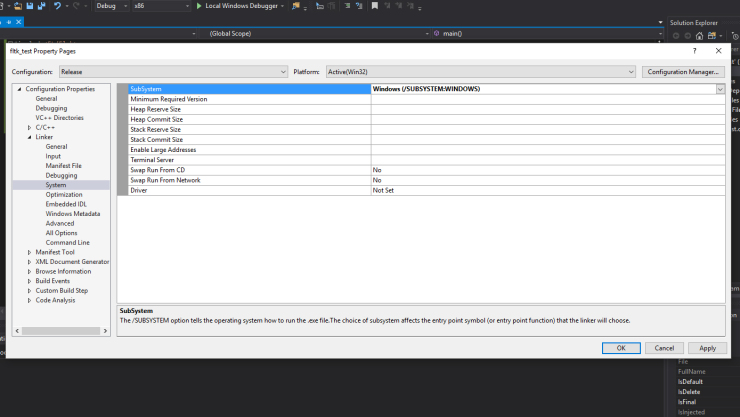 Debug
x86
Local Windows Debugger
(Global Scope)
main()
Solution Explorer
fltk_test Property Pages
?
Configuration:
Release
Platform:
Active(Win32)
Configuration Manager...
Configuration Properties
General
Debugging
VC++ Directories
C/C++
Linker
General
Input
Manifest File
Debugging
System
Optimization
Embedded IDL
Windows Metadata
Advanced
All Options
Command Line
Manifest Tool
XML Document Generator
Browse Information
Build Events
Custom Build Step
Code Analysis
SubSystem Windows (/SUBSYSTEM:WINDOWS)
Minimum Required Version
Heap Reserve Size
Heap Commit Size
Stack Reserve Size
Stack Commit Size
Enable Large Addresses
Terminal Server
Swap Run From CD No
Swap Run From Network No
Driver Not Set
SubSystem
The /SUBSYSTEM option tells the operating system how to run the .exe file.The choice of subsystem affects the entry point symbol (or entry point function) that the linker will choose.
OK
Cancel
Apply
File
FullName
IsDefault
IsDelete
IsFinal
IsInjected